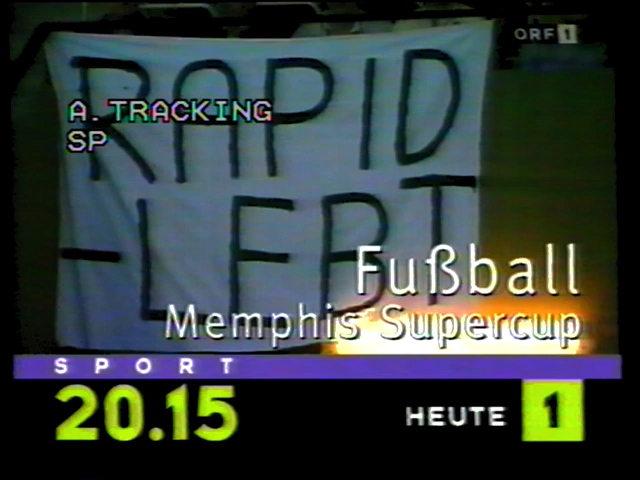 ORF 1
RAPID
A. TRACKING
SP
-LEBT
Fußball
Memphis Supercup
SPORT
20.15
HEUTE 1